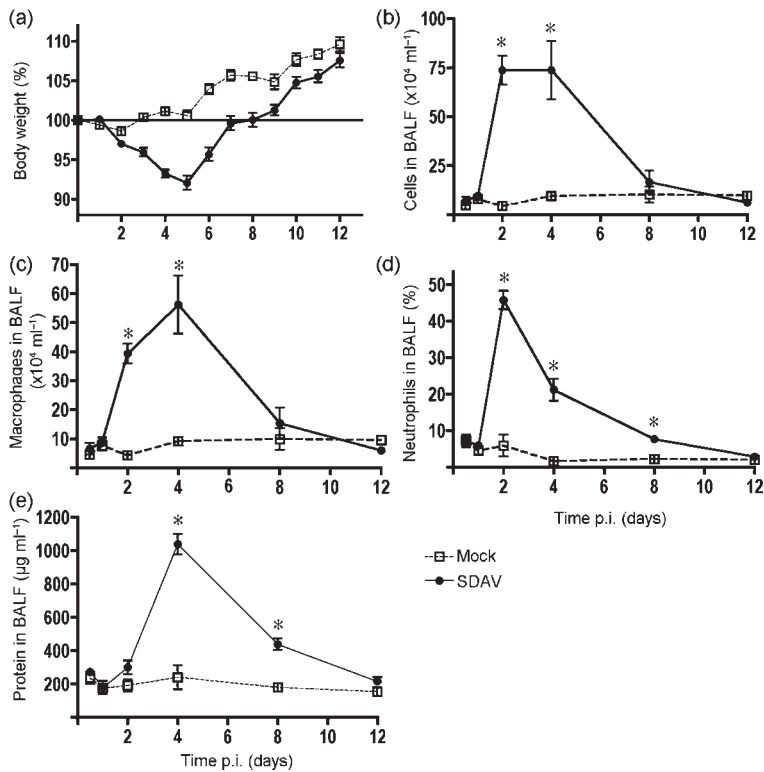 (a)
110
105
100
95
90
Body weight (%)
2 4 6 8 10 12
(b)
100
75
50
25
Cells in BALF (x10⁴ ml⁻¹)
* *
2 4 6 8 10 12
(c)
70
60
50
40
30
20
10
Macrophages in BALF
(x10⁴ ml⁻¹)
* *
2 4 6 8 10 12
(d)
50
40
30
20
10
Neutrophils in BALF (%)
* * *
2 4 6 8 10 12
Time p.i. (days)
(e)
1200
1000
800
600
400
200
Protein in BALF (µg ml⁻¹)
* *
2 4 6 8 10 12
Time p.i. (days)
Mock
SDAV